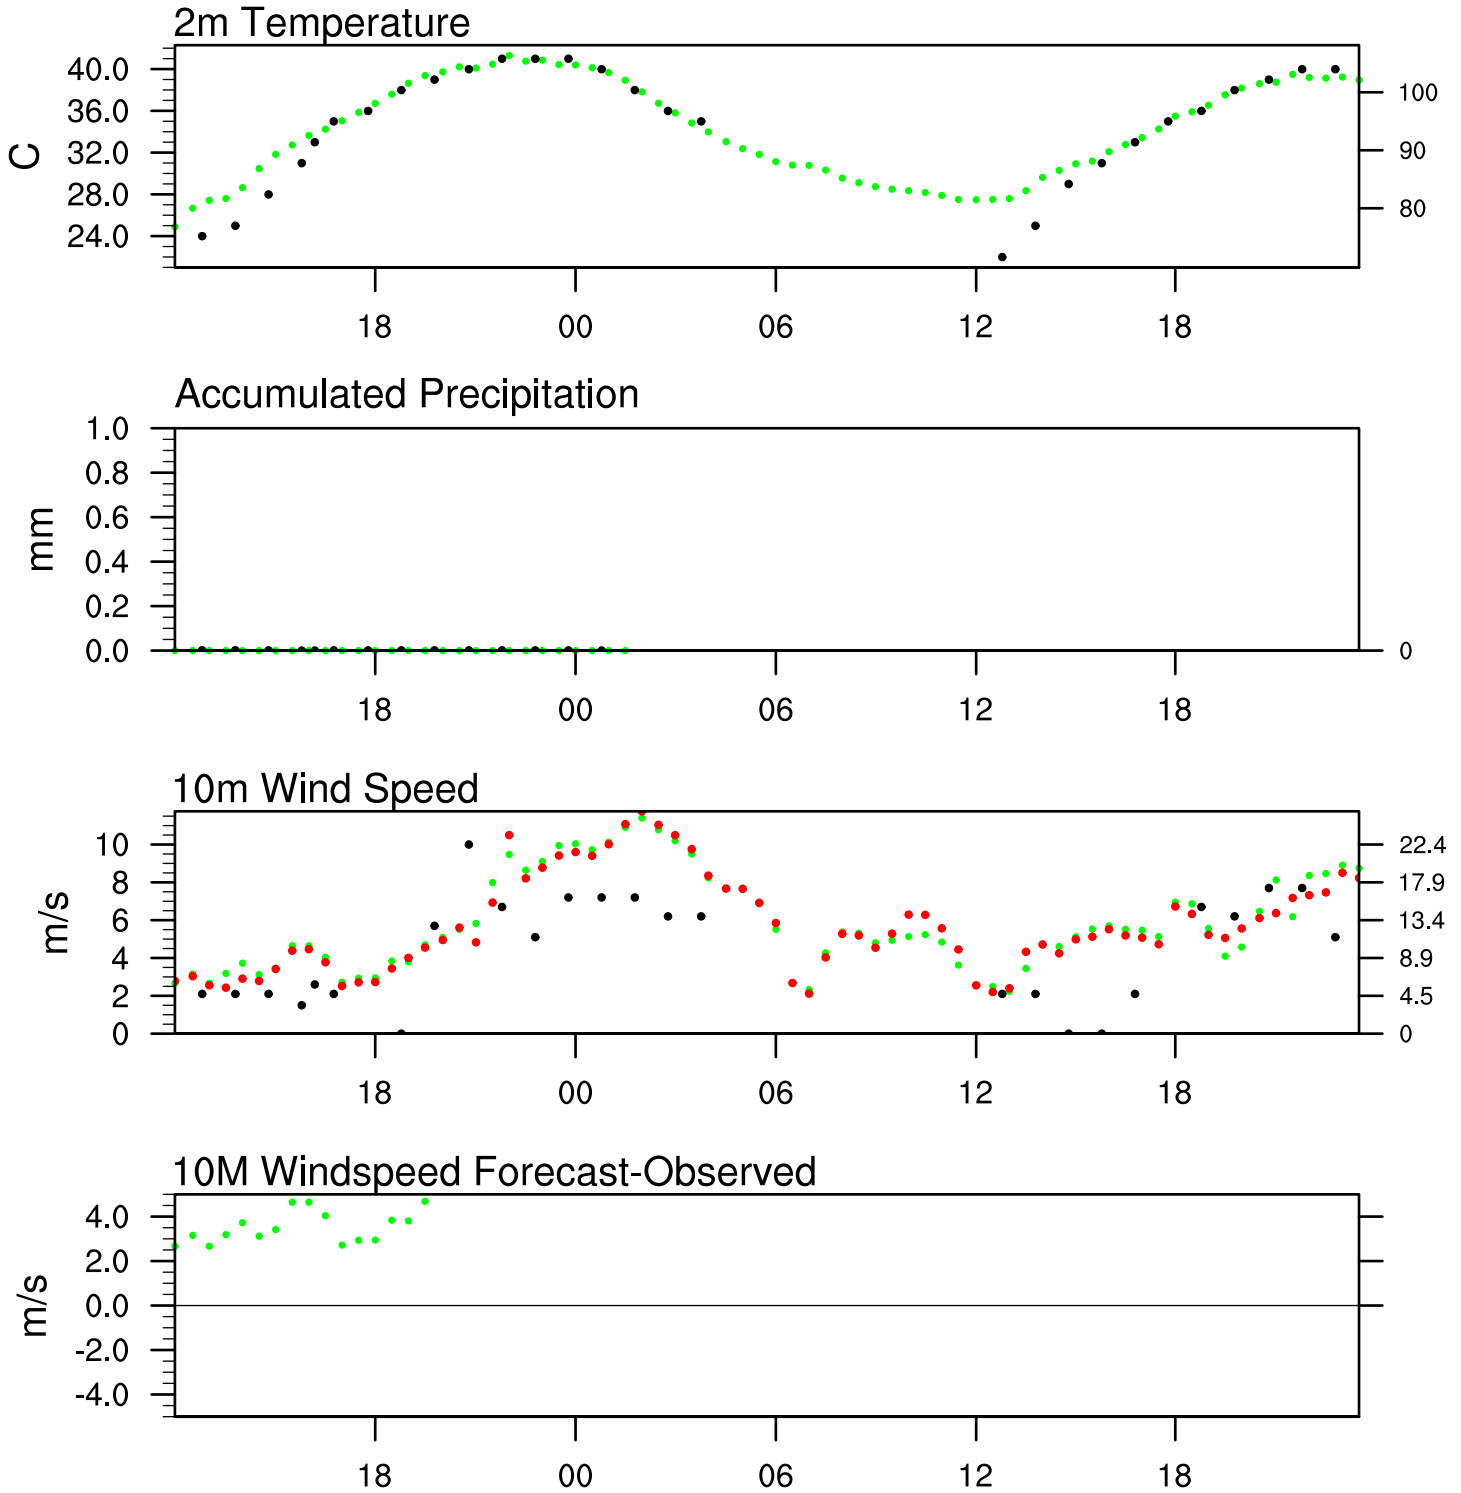 2m Temperature
40.0
36.0
32.0
28.0
24.0
C
100
90
80
18 00 06 12 18
Accumulated Precipitation
1.0
0.8
0.6
0.4
0.2
0.0
mm
0
18 00 06 12 18
10m Wind Speed
10
8
6
4
2
0
m/s
22.4
17.9
13.4
8.9
4.5
0
18 00 06 12 18
10M Windspeed Forecast-Observed
4.0
2.0
0.0
-2.0
-4.0
m/s
18 00 06 12 18